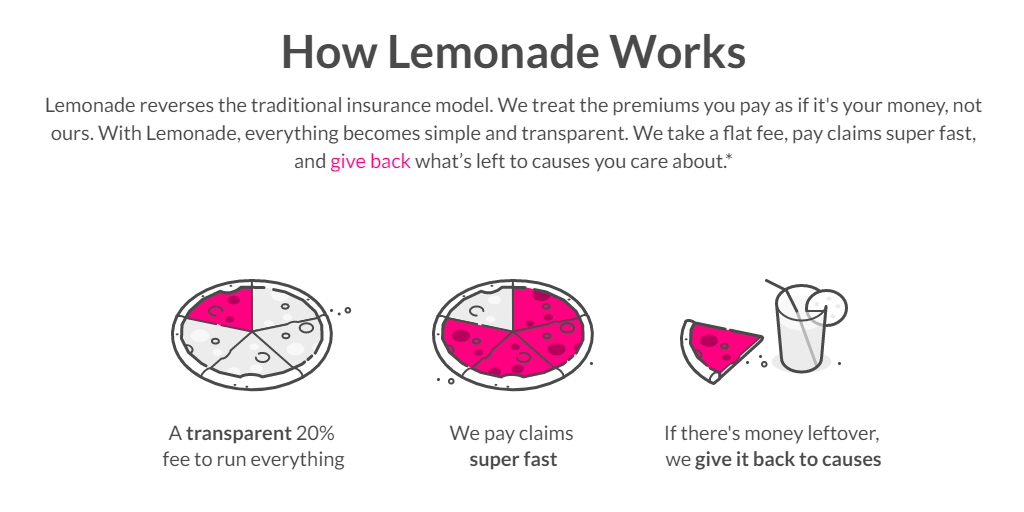 How Lemonade Works
Lemonade reverses the traditional insurance model. We treat the premiums you pay as if it's your money, not
ours. With Lemonade, everything becomes simple and transparent. We take a flat fee, pay claims super fast,
and give back what’s left to causes you care about.*
A transparent 20%
fee to run everything
We pay claims
super fast
If there's money leftover,
we give it back to causes